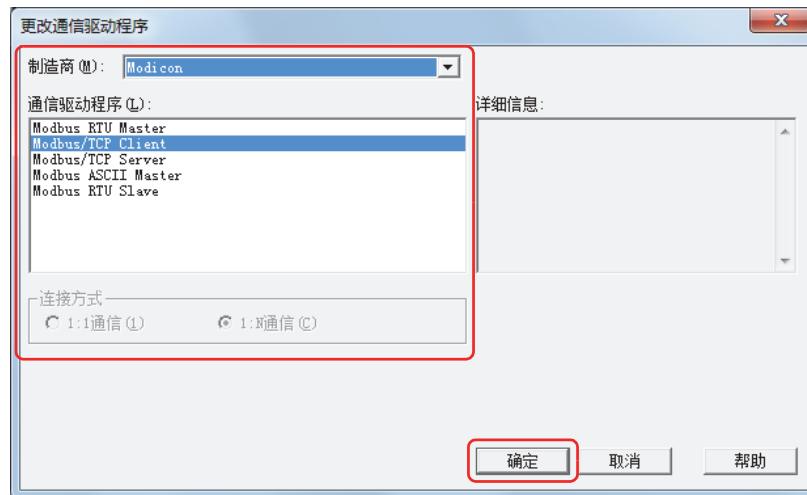 更改通信驱动程序
制造商(M): Modicon
通信驱动程序(L):
详细信息:
Modbus RTU Master
Modbus/TCP Client
Modbus/TCP Server
Modbus ASCII Master
Modbus RTU Slave
连接方式
1:1通信(1)
1:N通信(C)
确定
取消
帮助